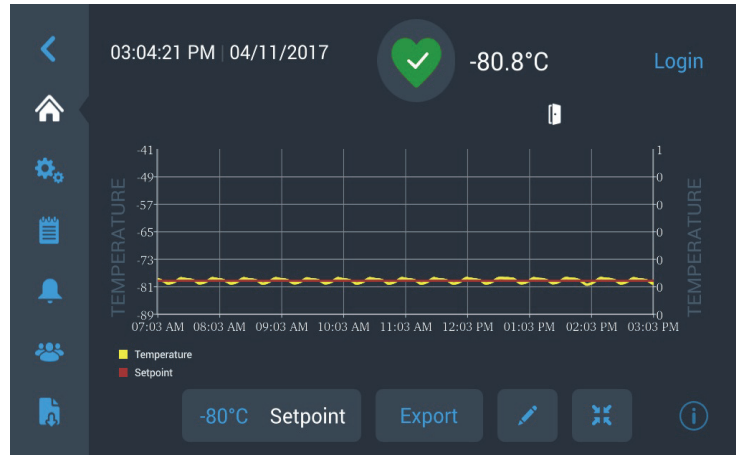 03:04:21 PM | 04/11/2017
-80.8°C
Login
TEMPERATURE
-41
-49
-57
-65
-73
-81
-89
1
0
0
0
0
0
0
TEMPERATURE
07:03 AM 08:03 AM 09:03 AM 10:03 AM 11:03 AM 12:03 PM 01:03 PM 02:03 PM 03:03 PM
Temperature
Setpoint
-80°C Setpoint
Export